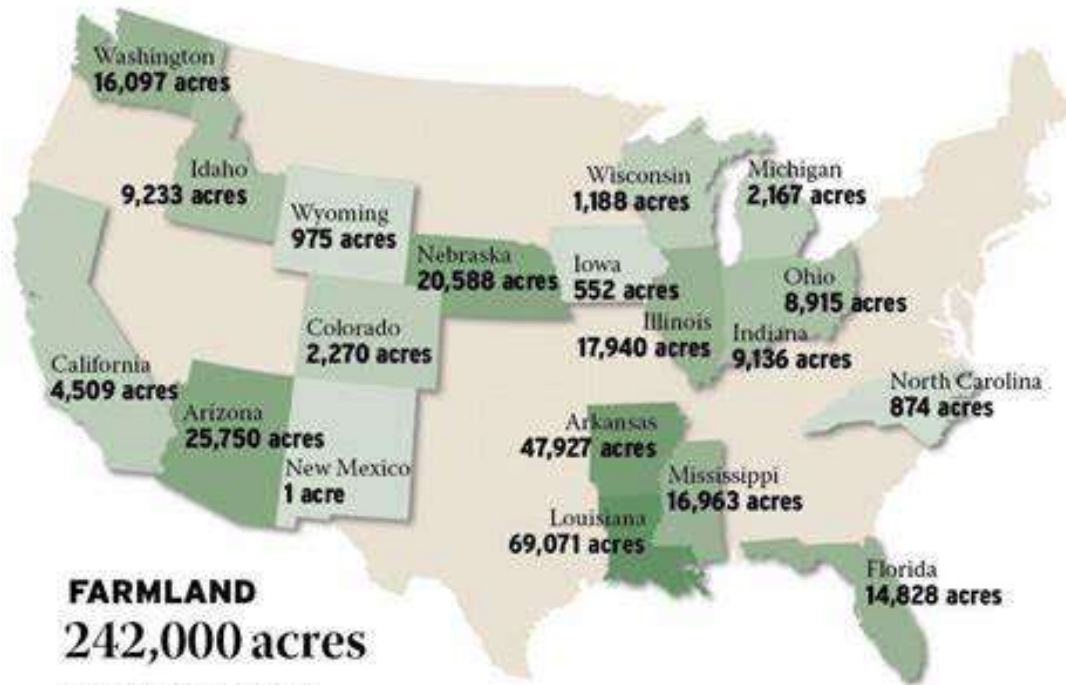 Washington
16,097 acres
Idaho
9,233 acres
Wyoming
975 acres
Nebraska
20,588 acres
Iowa
552 acres
Wisconsin
1,188 acres
Michigan
2,167 acres
Ohio
8,915 acres
Illinois
17,940 acres
Indiana
9,136 acres
Colorado
2,270 acres
California
4,509 acres
Arizona
25,750 acres
New Mexico
1 acre
Arkansas
47,927 acres
Mississippi
16,963 acres
Louisiana
69,071 acres
North Carolina
874 acres
Florida
14,828 acres
FARMLAND
242,000 acres